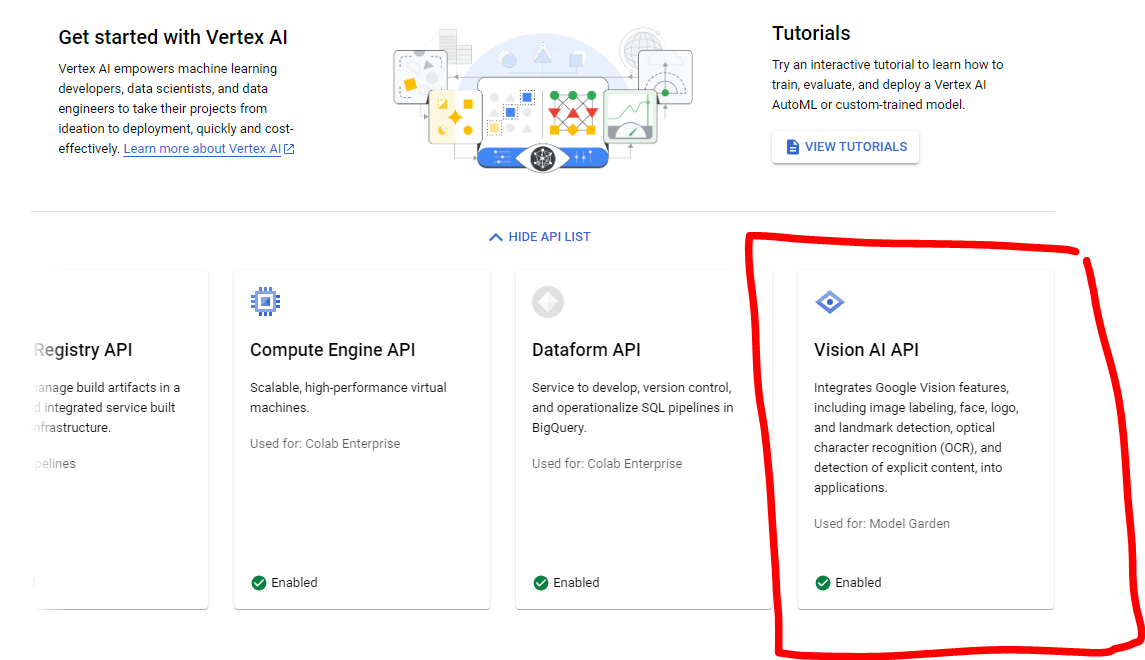 Get started with Vertex AI
Vertex AI empowers machine learning
developers, data scientists, and data
engineers to take their projects from
ideation to deployment, quickly and cost-
effectively. Learn more about Vertex AI
Tutorials
Try an interactive tutorial to learn how to
train, evaluate, and deploy a Vertex AI
AutoML or custom-trained model.
VIEW TUTORIALS
HIDE API LIST
Registry API
manage build artifacts in a
d integrated service built
nfrastructure.
pelines
Compute Engine API
Scalable, high-performance virtual
machines.
Used for: Colab Enterprise
Enabled
Dataform API
Service to develop, version control,
and operationalize SQL pipelines in
BigQuery.
Used for: Colab Enterprise
Enabled
Vision AI API
Integrates Google Vision features,
including image labeling, face, logo,
and landmark detection, optical
character recognition (OCR), and
detection of explicit content, into
applications.
Used for: Model Garden
Enabled